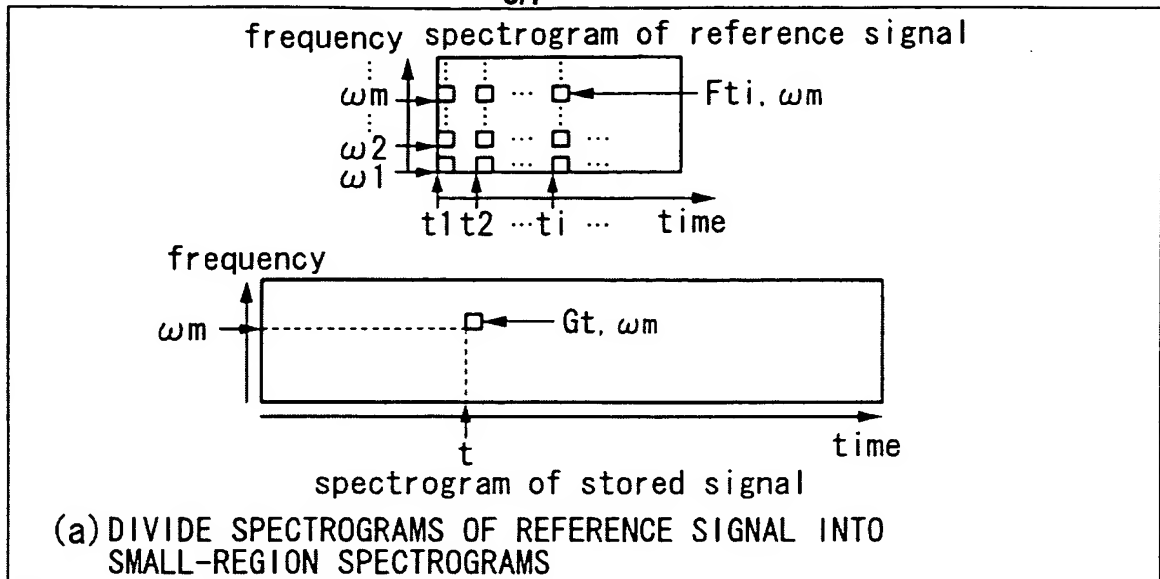 frequency spectrogram of reference signal
ωm
Fti, ωm
ω2
ω1
t1 t2 ⋯ ti ⋯ time
frequency
ωm
Gt, ωm
t
time
spectrogram of stored signal
(a) DIVIDE SPECTROGRAMS OF REFERENCE SIGNAL INTO
SMALL-REGION SPECTROGRAMS